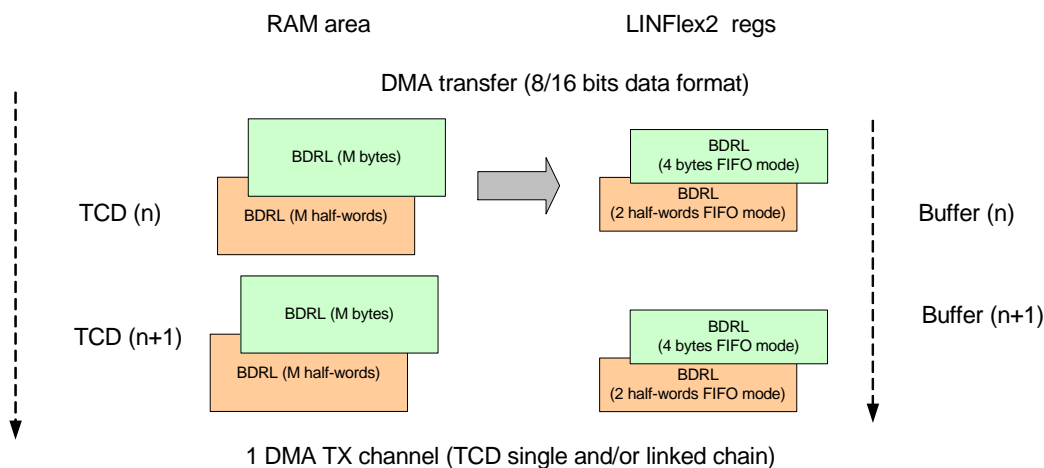 RAM area
LINFlex2 regs
DMA transfer (8/16 bits data format)
BDRL (M bytes)
BDRL
(4 bytes FIFO mode)
TCD (n)
BDRL (M half-words)
BDRL
(2 half-words FIFO mode)
Buffer (n)
BDRL (M bytes)
BDRL
(4 bytes FIFO mode)
Buffer (n+1)
TCD (n+1)
BDRL (M half-words)
BDRL
(2 half-words FIFO mode)
1 DMA TX channel (TCD single and/or linked chain)